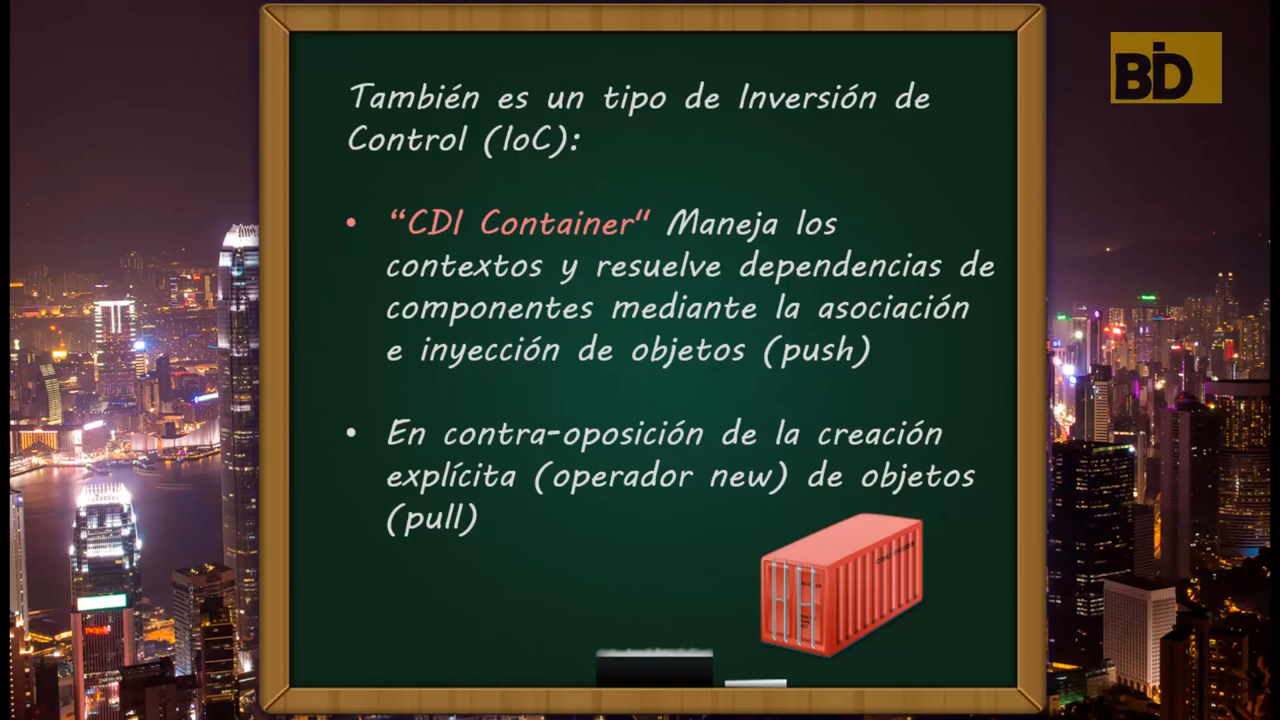 BID
También es un tipo de Inversión de
Control (IoC):
• “CDI Container" Maneja los
contextos y resuelve dependencias de
componentes mediante la asociación
e inyección de objetos (push)
• En contra-oposición de la creación
explícita (operador new) de objetos
(pull)